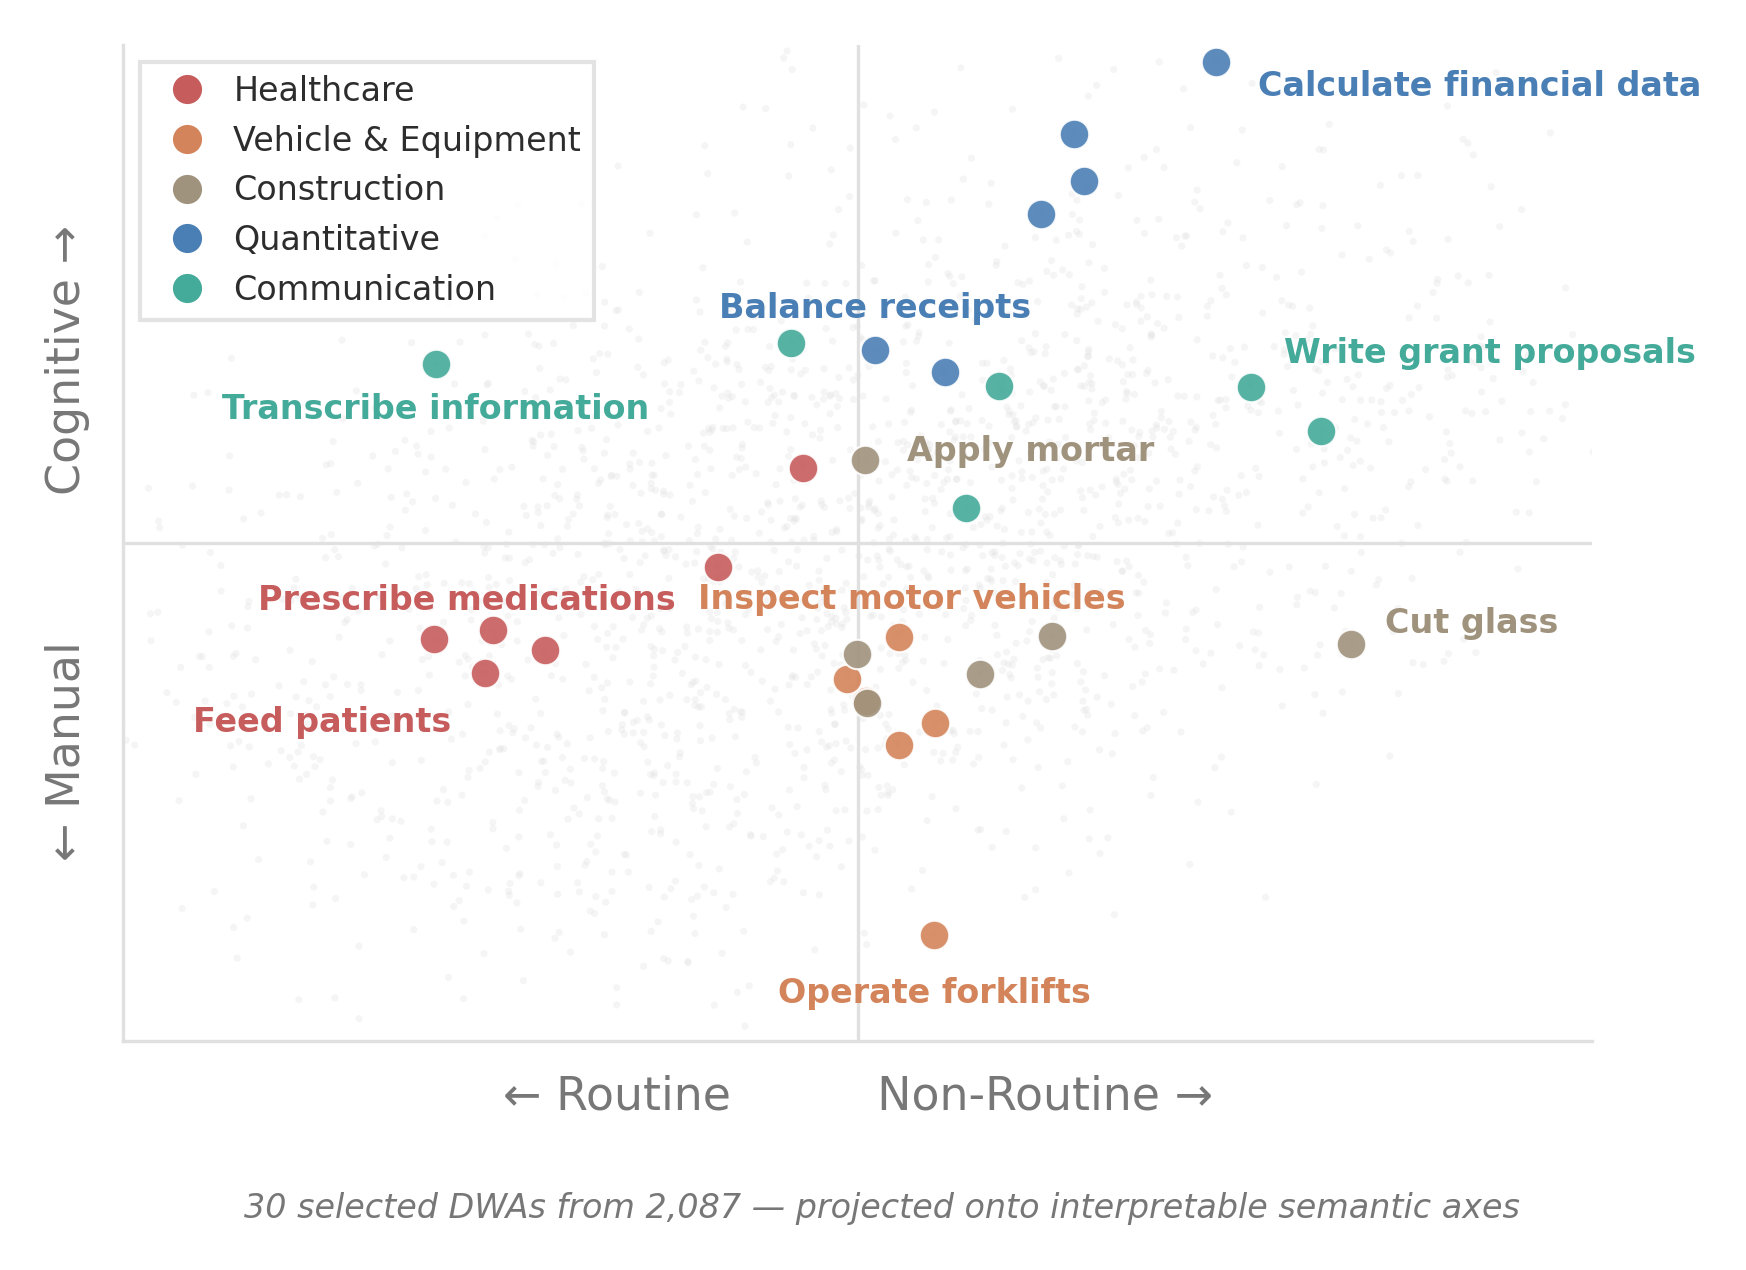 Healthcare
Vehicle & Equipment
Construction
Quantitative
Communication
Calculate financial data
Balance receipts
Write grant proposals
Transcribe information
Apply mortar
Prescribe medications
Inspect motor vehicles
Cut glass
Feed patients
Operate forklifts
Cognitive →
← Manual
← Routine
Non-Routine →
30 selected DWAs from 2,087 — projected onto interpretable semantic axes